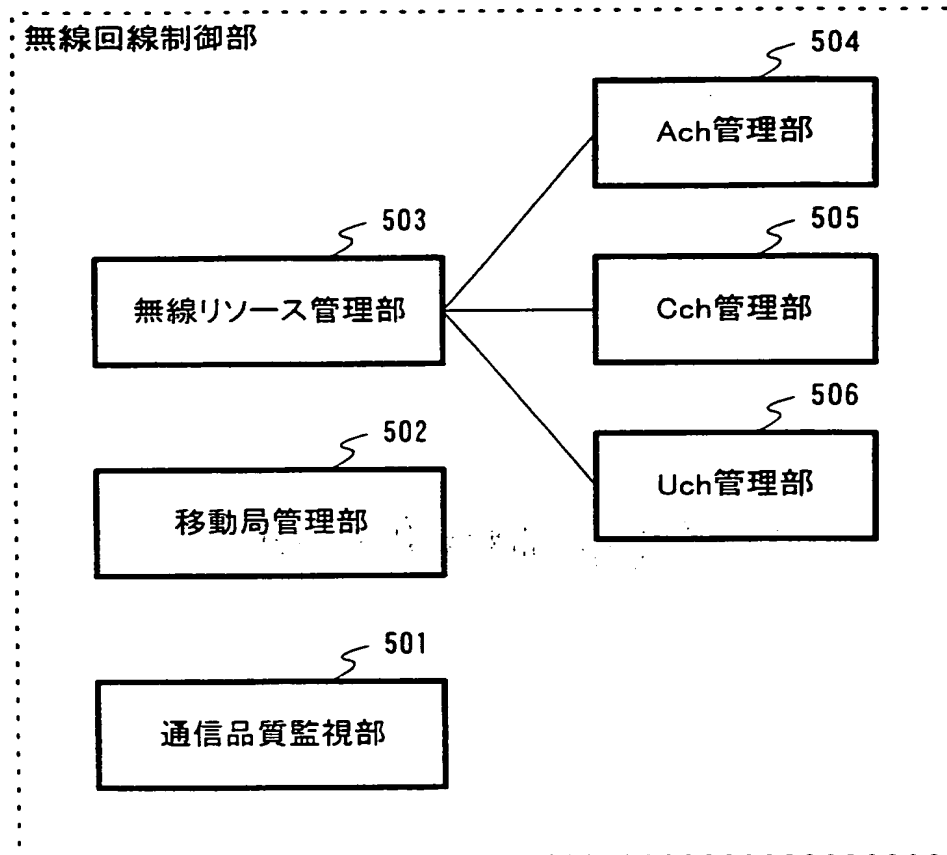 無線回線制御部
504
Ach管理部
503
505
無線リソース管理部
Cch管理部
502
506
移動局管理部
Uch管理部
501
通信品質監視部